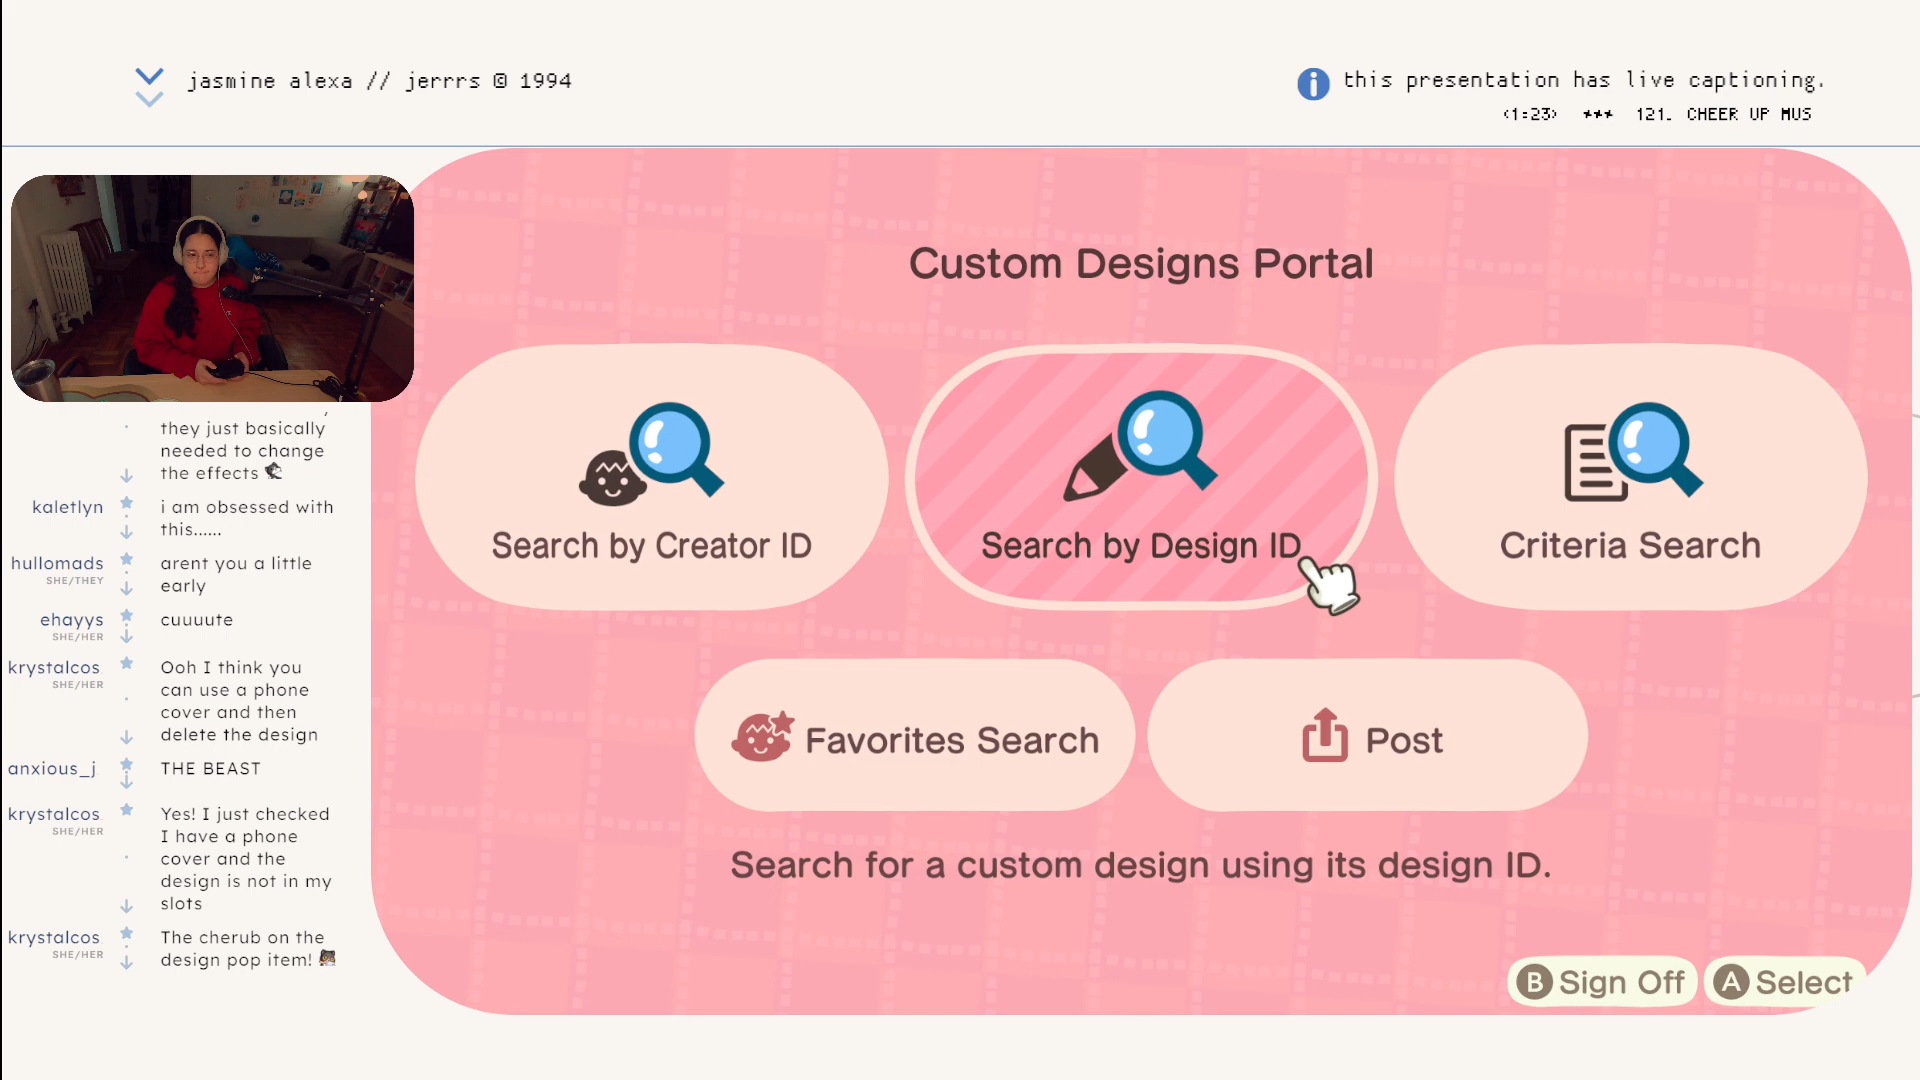 jasmine alexa // jerrrs © 1994
this presentation has live captioning.
<1:23> *** 121. CHEER UP MUS
Custom Designs Portal
Search by Creator ID
Search by Design ID
Criteria Search
Favorites Search
Post
Search for a custom design using its design ID.
B Sign Off
A Select
they just basically
needed to change
the effects
kaletlyn
i am obsessed with
this......
hullomads
SHE/THEY
arent you a little
early
ehayys
SHE/HER
cuuuute
krystalcos
SHE/HER
Ooh I think you
can use a phone
cover and then
delete the design
anxious_j
THE BEAST
krystalcos
SHE/HER
Yes! I just checked
I have a phone
cover and the
design is not in my
slots
krystalcos
SHE/HER
The cherub on the
design pop item!